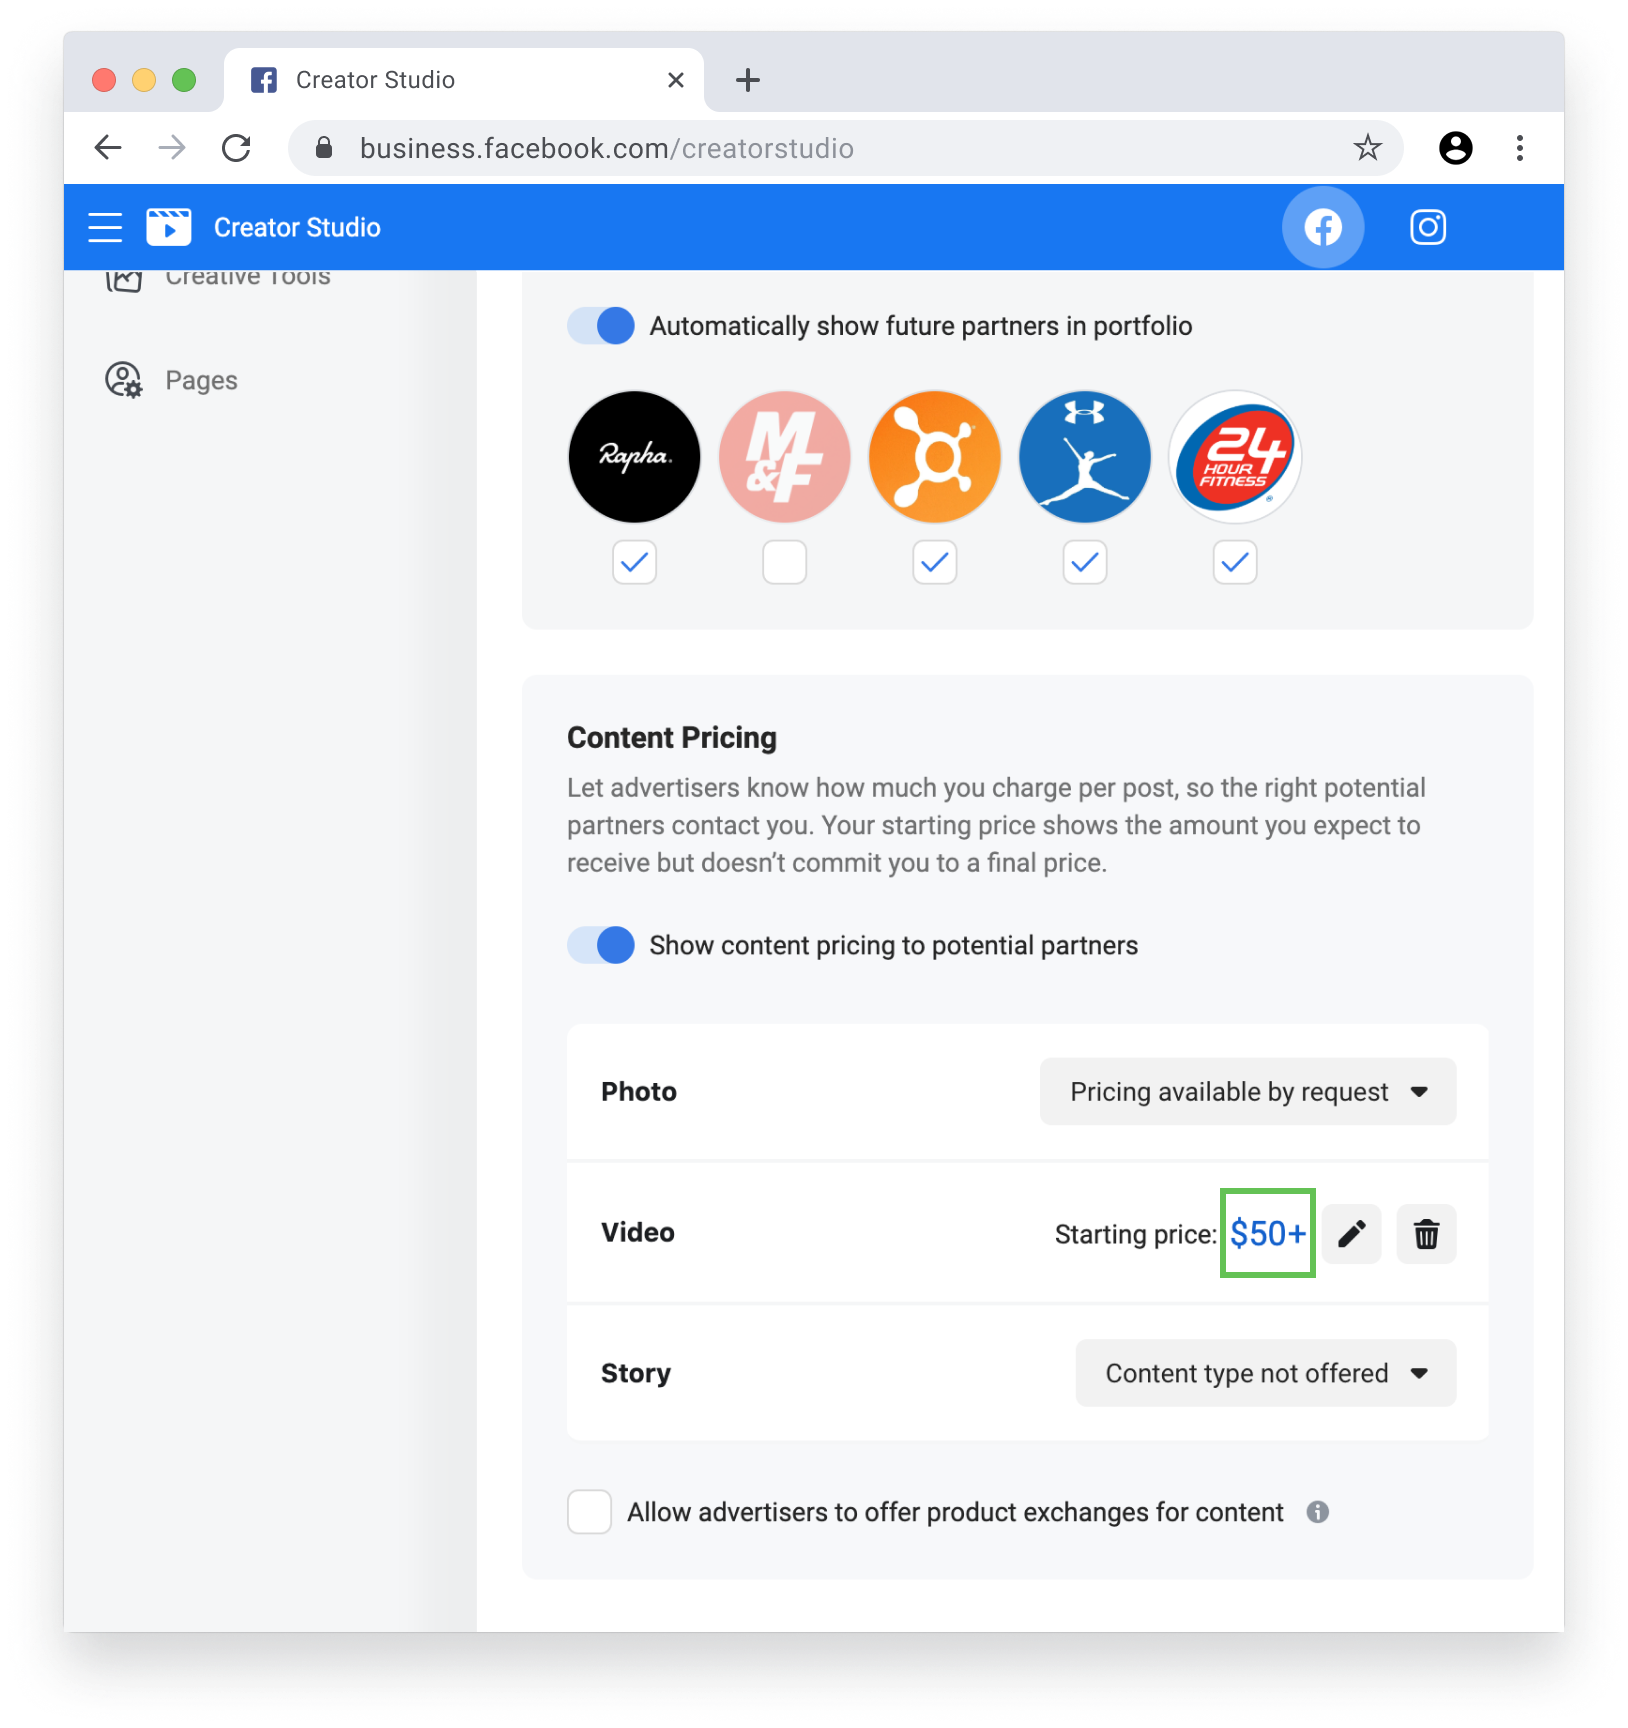 Creator Studio
business.facebook.com/creatorstudio
Creator Studio
Creative Tools
Pages
Automatically show future partners in portfolio
Rapha.
M
&F
24
HOUR
FITNESS
Content Pricing
Let advertisers know how much you charge per post, so the right potential
partners contact you. Your starting price shows the amount you expect to
receive but doesn’t commit you to a final price.
Show content pricing to potential partners
Photo
Pricing available by request
Video
Starting price: $50+
Story
Content type not offered
Allow advertisers to offer product exchanges for content